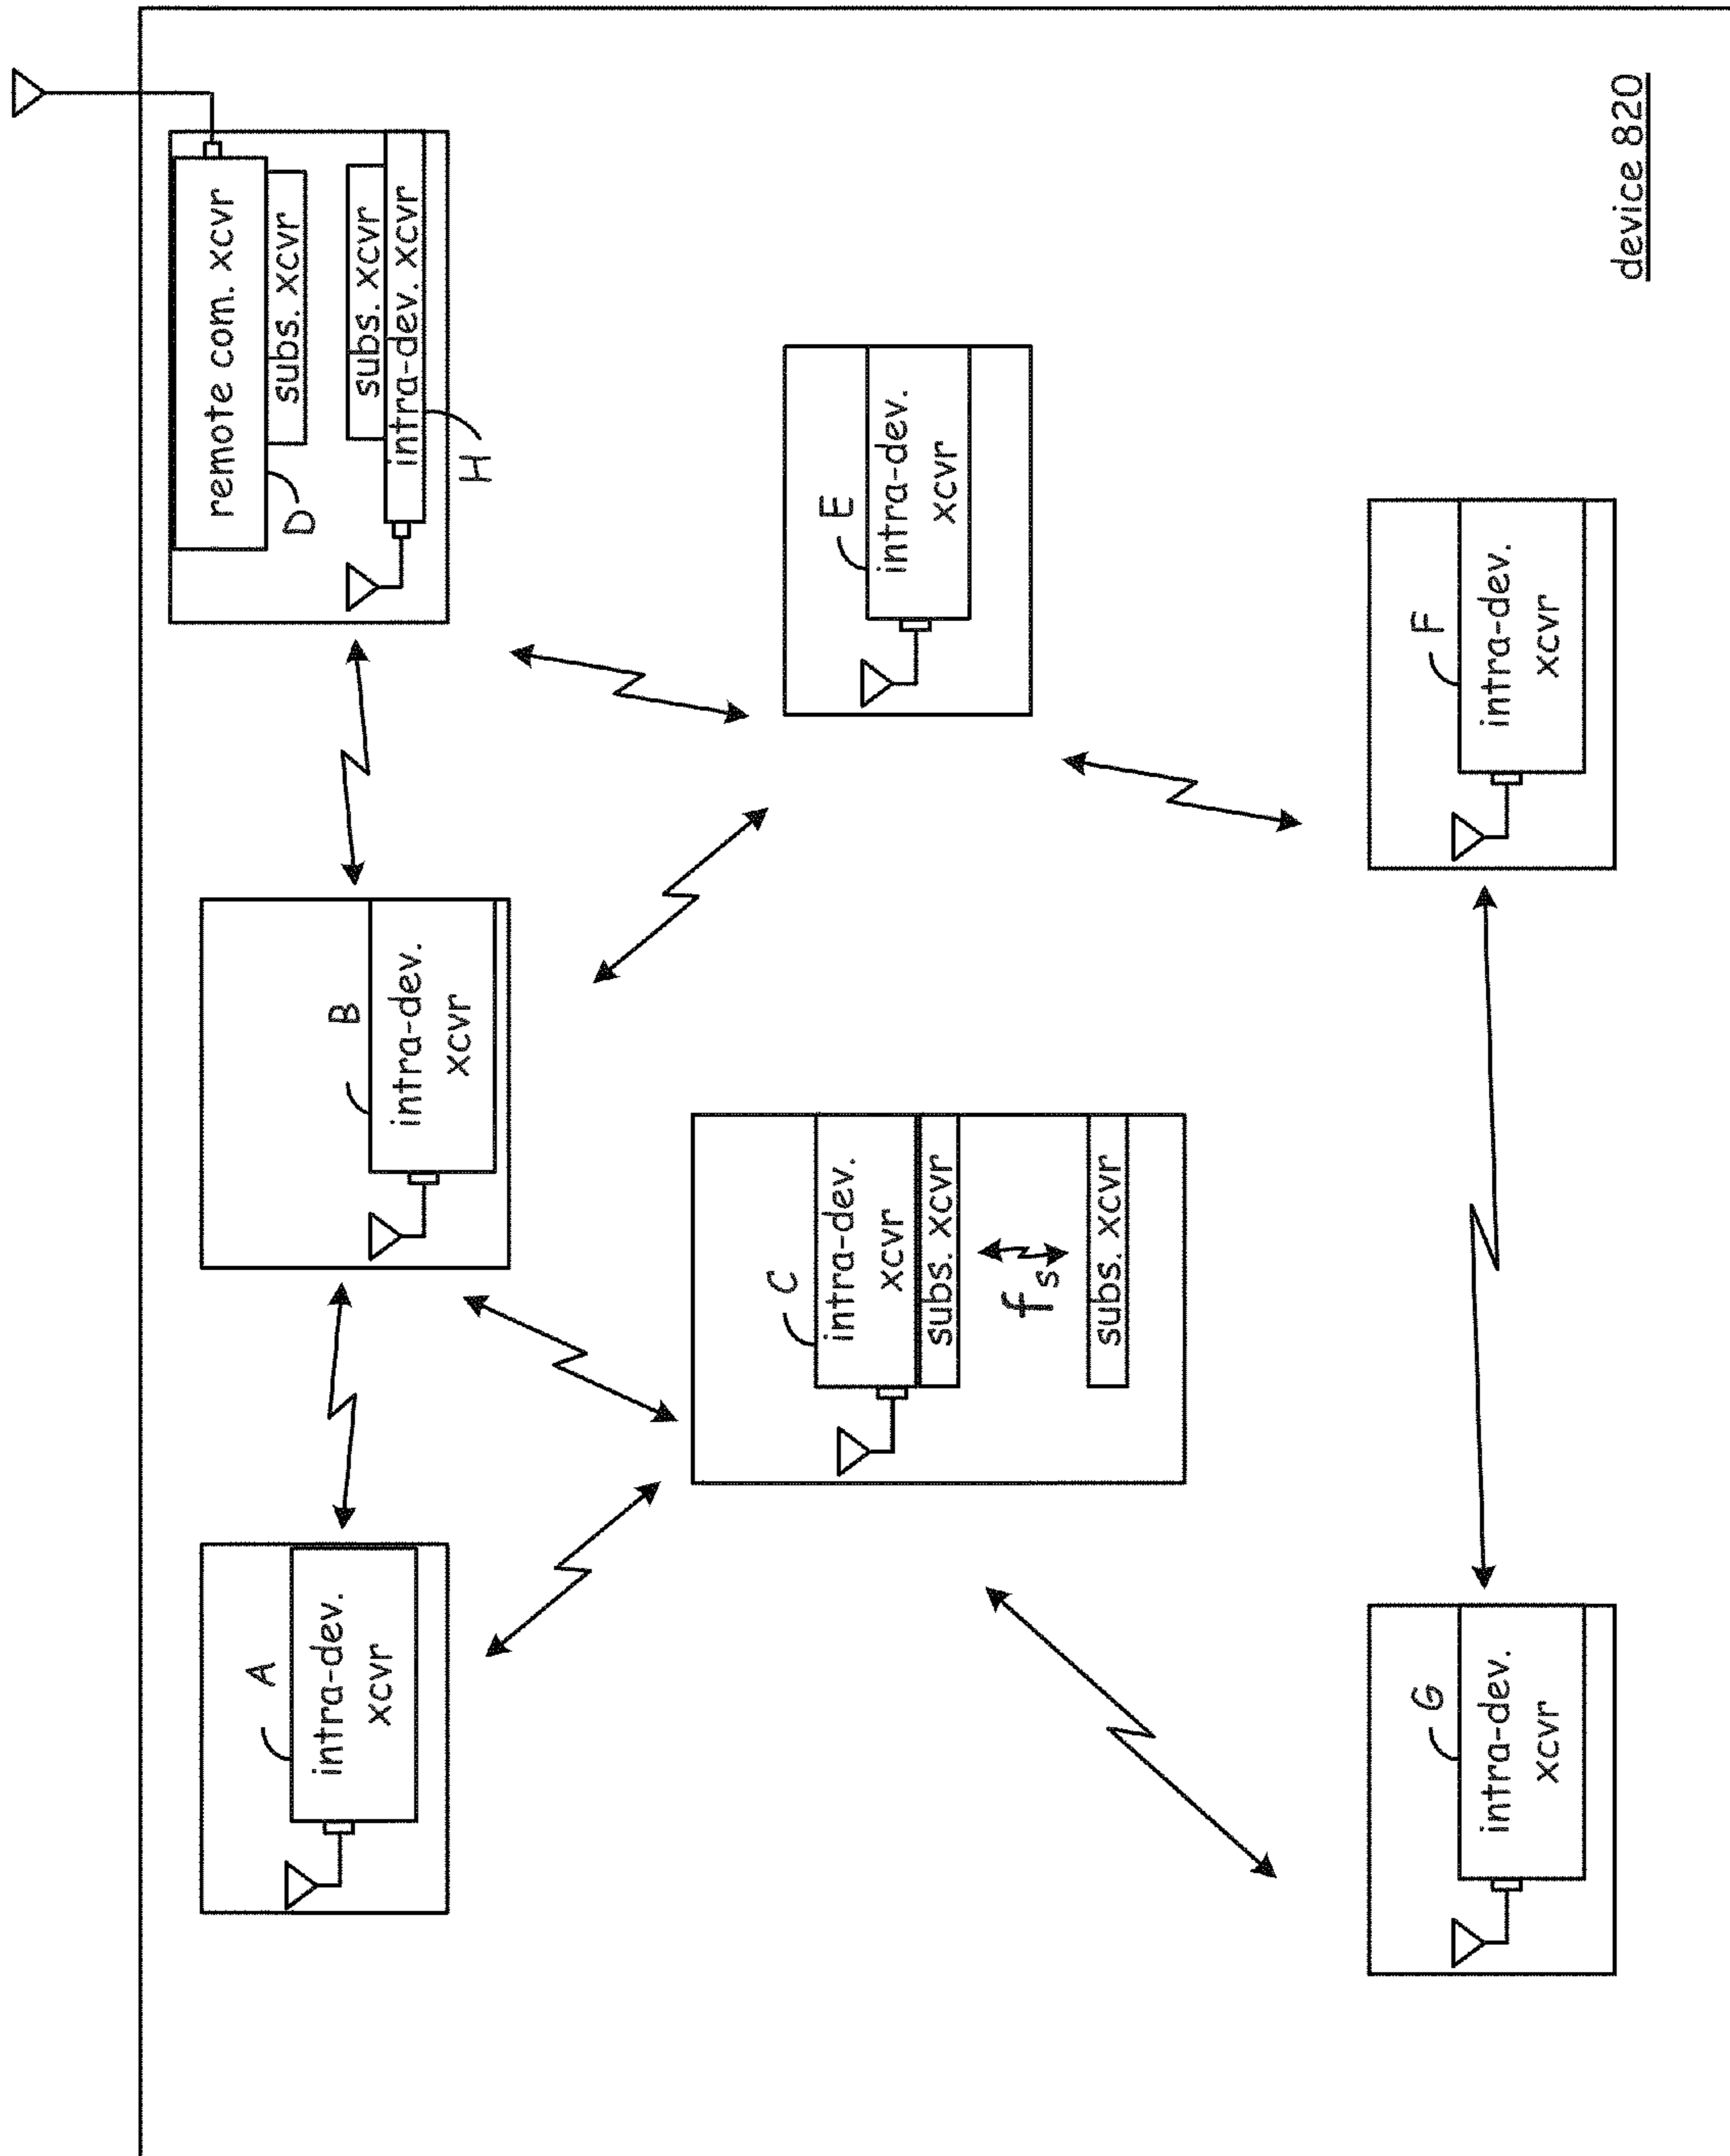 A
intra-dev.
xcvr
B
intra-dev.
xcvr
remote com. xcvr
subs. xcvr
D
subs. xcvr
intra-dev. xcvr
H
C
intra-dev.
xcvr
subs. xcvr
fs
subs. xcvr
E
intra-dev.
xcvr
G
intra-dev.
xcvr
F
intra-dev.
xcvr
device 820